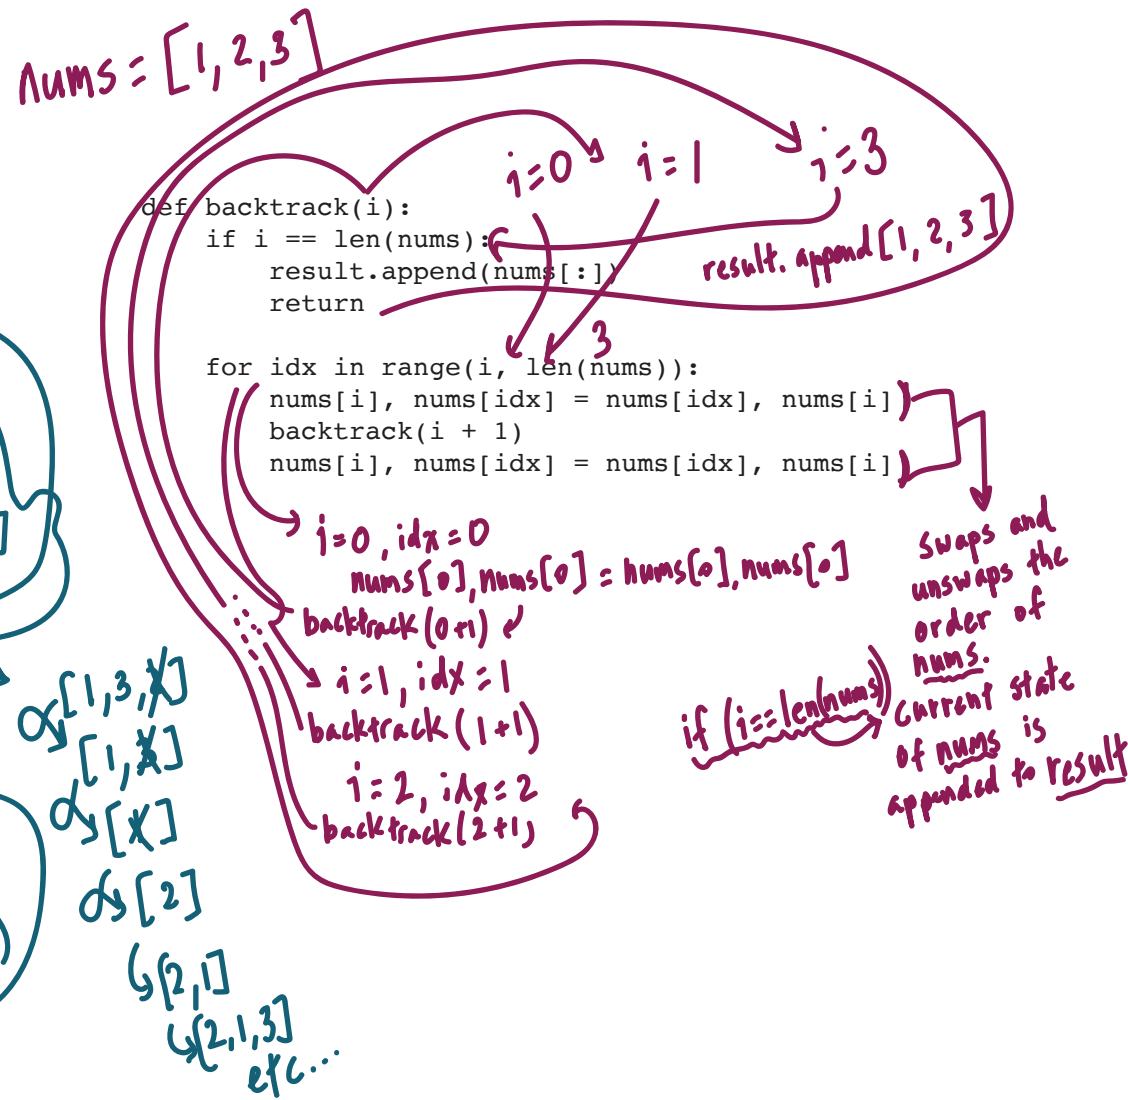 nums = [1, 2, 3]
i=0 i=1 i=3
def backtrack(i):
if i == len(nums):
result.append(nums[:])
return
result.append[1, 2, 3]
3
for idx in range(i, len(nums)):
nums[i], nums[idx] = nums[idx], nums[i]
backtrack(i + 1)
nums[i], nums[idx] = nums[idx], nums[i]
i=0, idx=0
nums[0], nums[0] = nums[0], nums[0]
backtrack(0+1)
i=1, idx=1
backtrack(1+1)
i=2, idx=2
backtrack(2+1)
swaps and
unswaps the
order of
nums.
if (i==len(nums))
current state
of nums is
appended to result
]
[1,3,2]
[1,3]
[1]
[2]
[2,1]
[2,1,3]
etc...